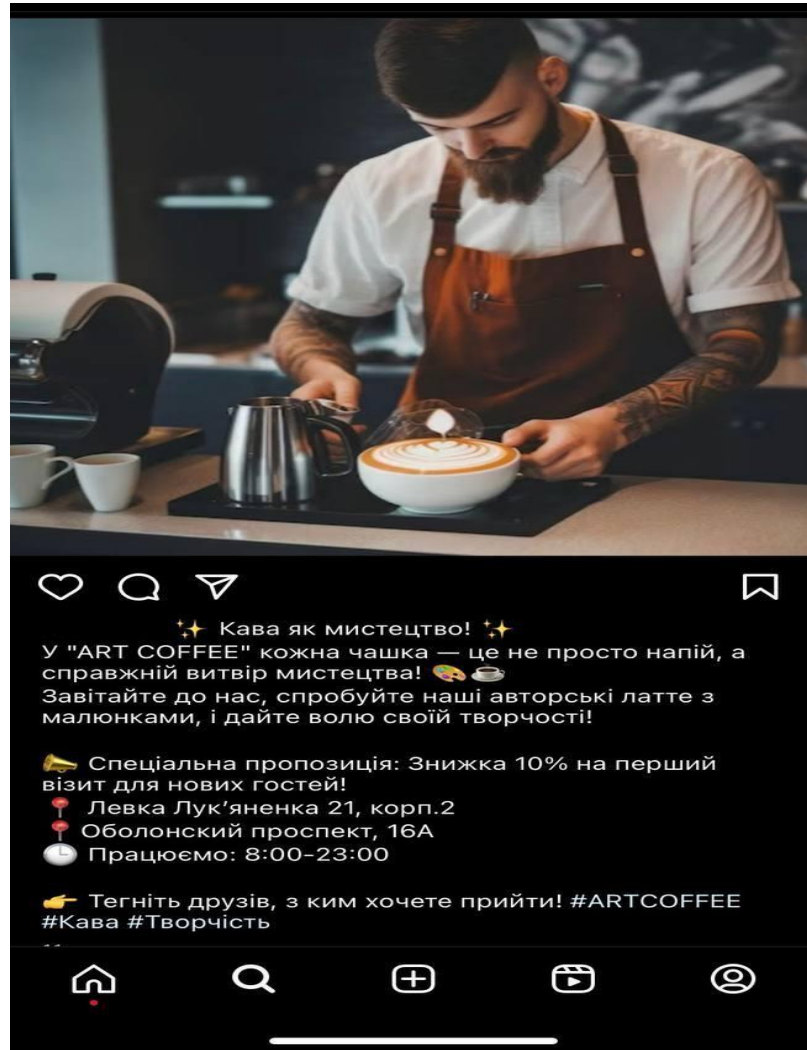 ✨ Кава як мистецтво! ✨
У "ART COFFEE" кожна чашка — це не просто напій, а
справжній витвір мистецтва! 🎨☕
Завітайте до нас, спробуйте наші авторські латте з
малюнками, і дайте волю своїй творчості!
📣 Спеціальна пропозиція: Знижка 10% на перший
візит для нових гостей!
📍 Левка Лук’яненка 21, корп.2
📍 Оболонский проспект, 16А
🕒 Працюємо: 8:00-23:00
👉 Тегніть друзів, з ким хочете прийти! #ARTCOFFEE
#Кава #Творчість